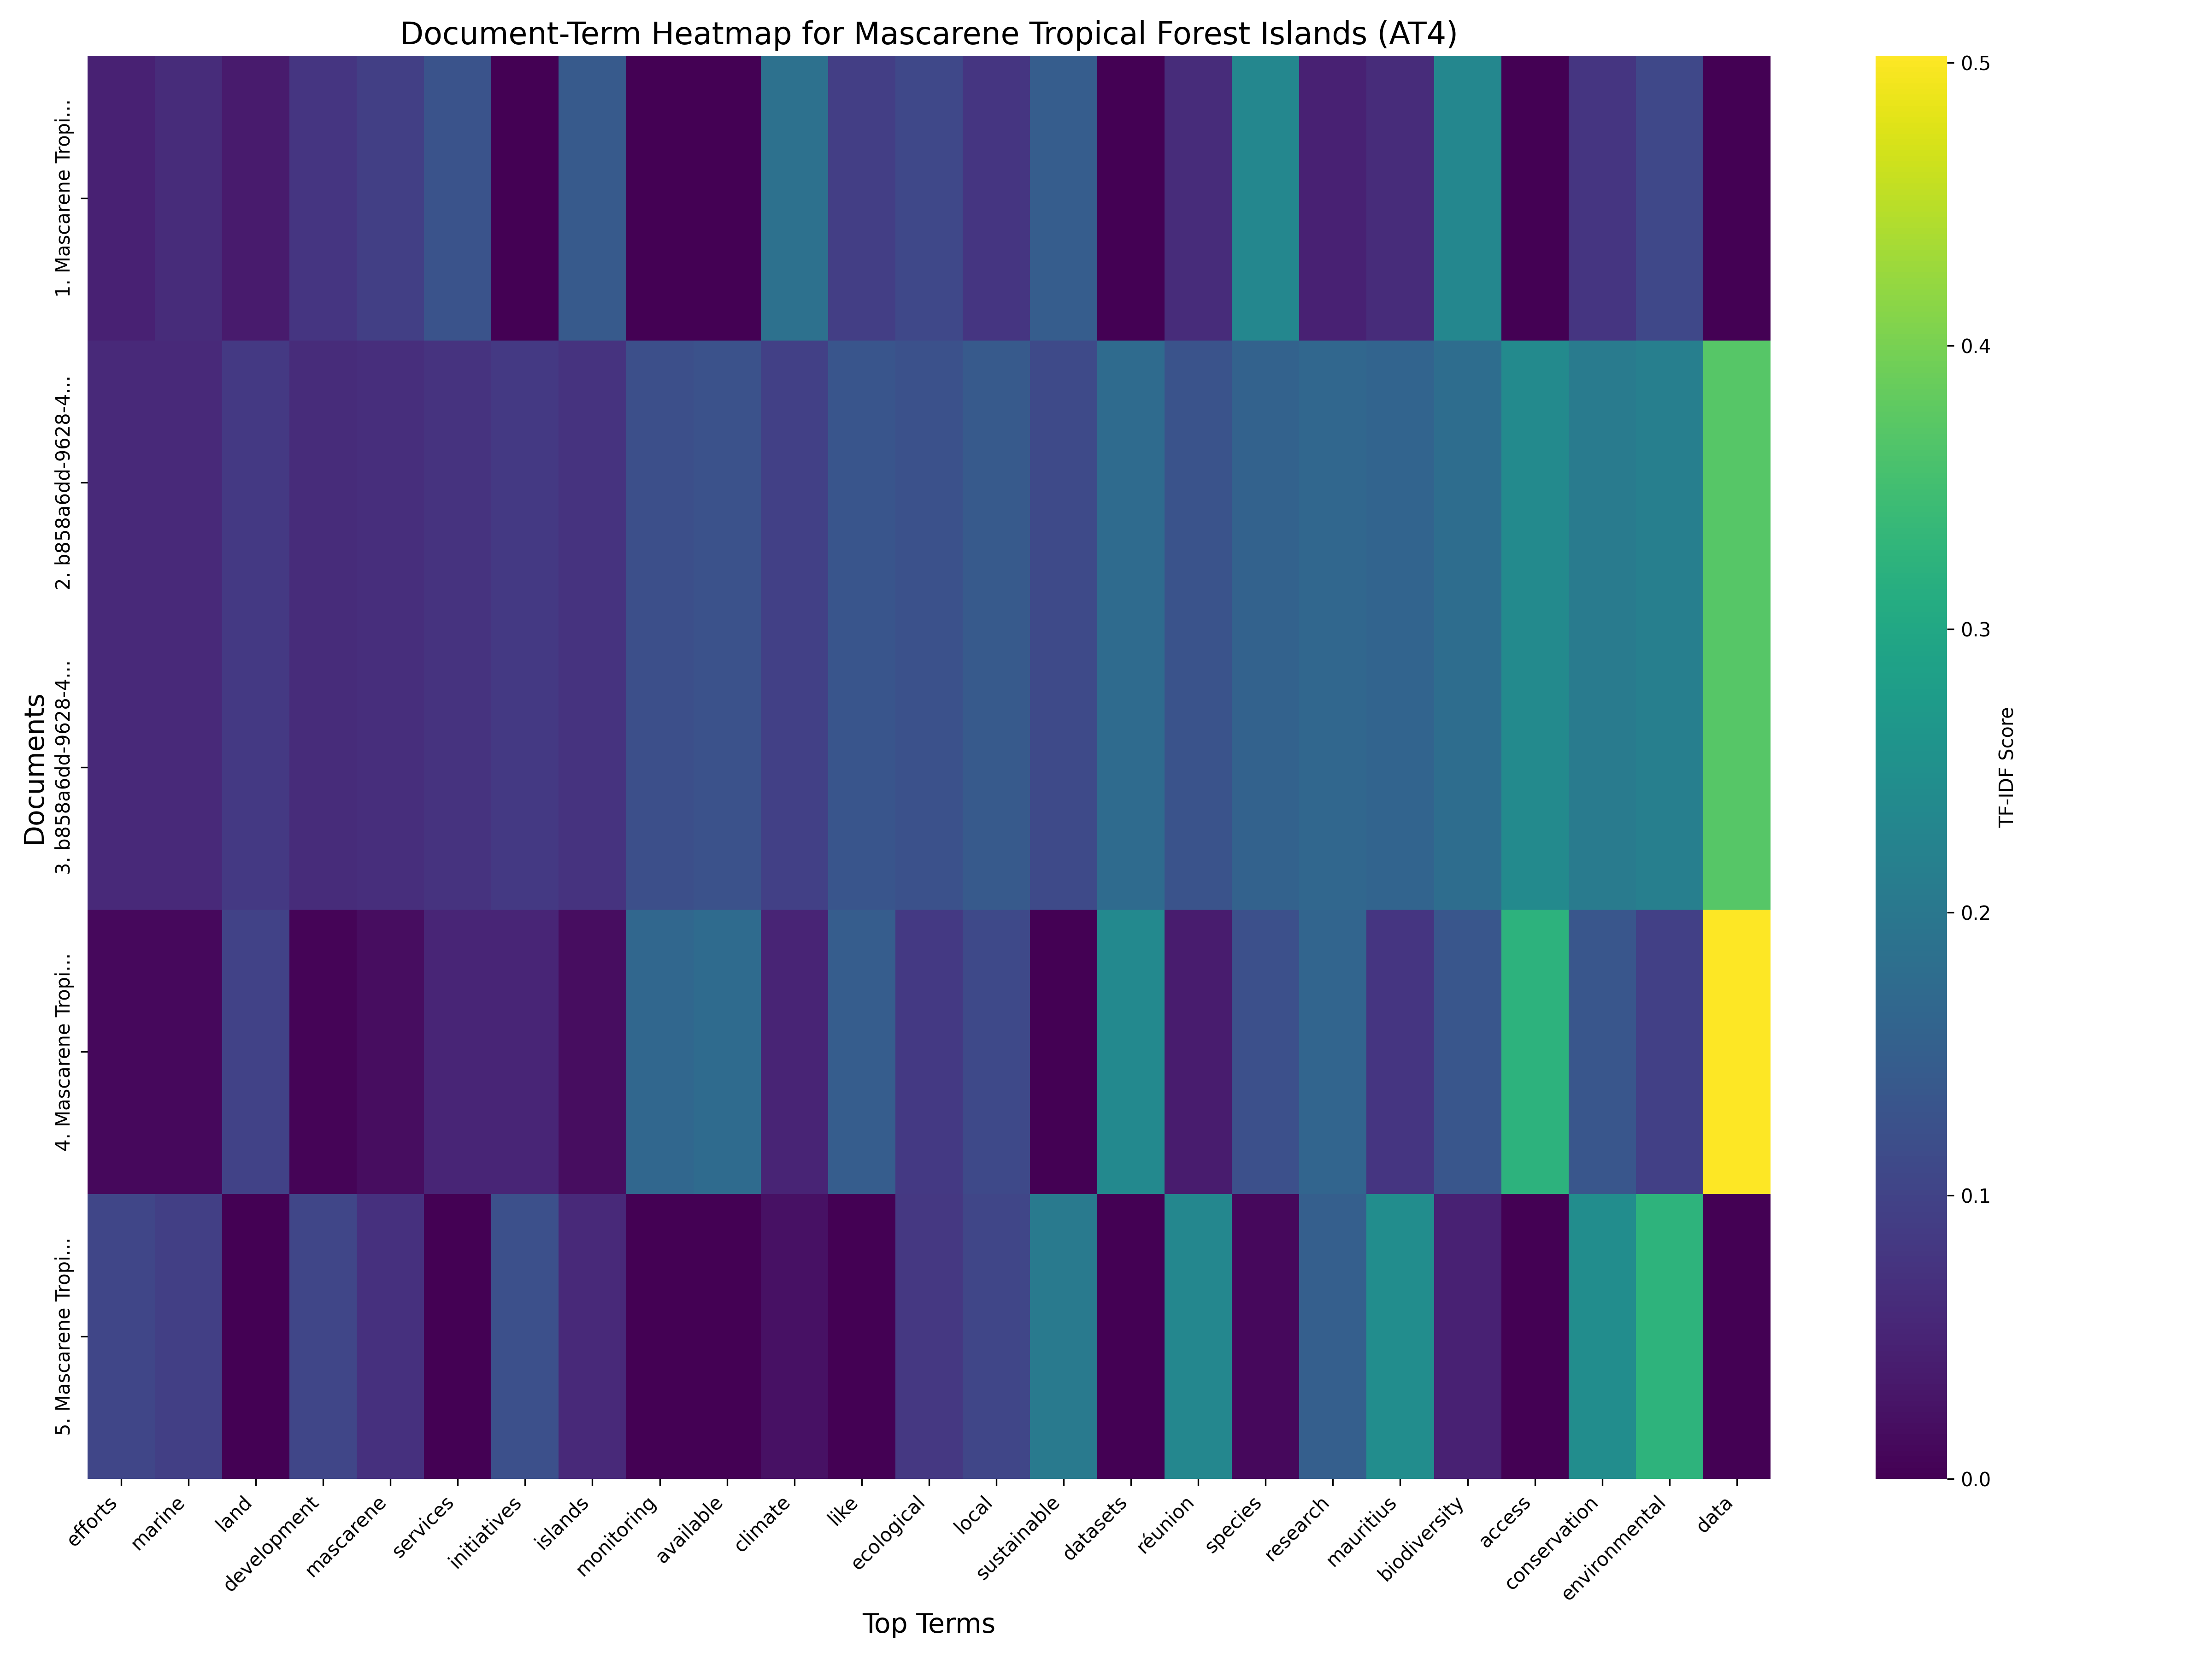 Document-Term Heatmap for Mascarene Tropical Forest Islands (AT4)
Documents
1. Mascarene Tropi...
2. b858a6dd-9628-4...
3. b858a6dd-9628-4...
4. Mascarene Tropi...
5. Mascarene Tropi...
efforts
marine
land
development
mascarene
services
initiatives
islands
monitoring
available
climate
like
ecological
local
sustainable
datasets
réunion
species
research
mauritius
biodiversity
access
conservation
environmental
data
Top Terms
0.5
0.4
0.3
0.2
0.1
0.0
TF-IDF Score